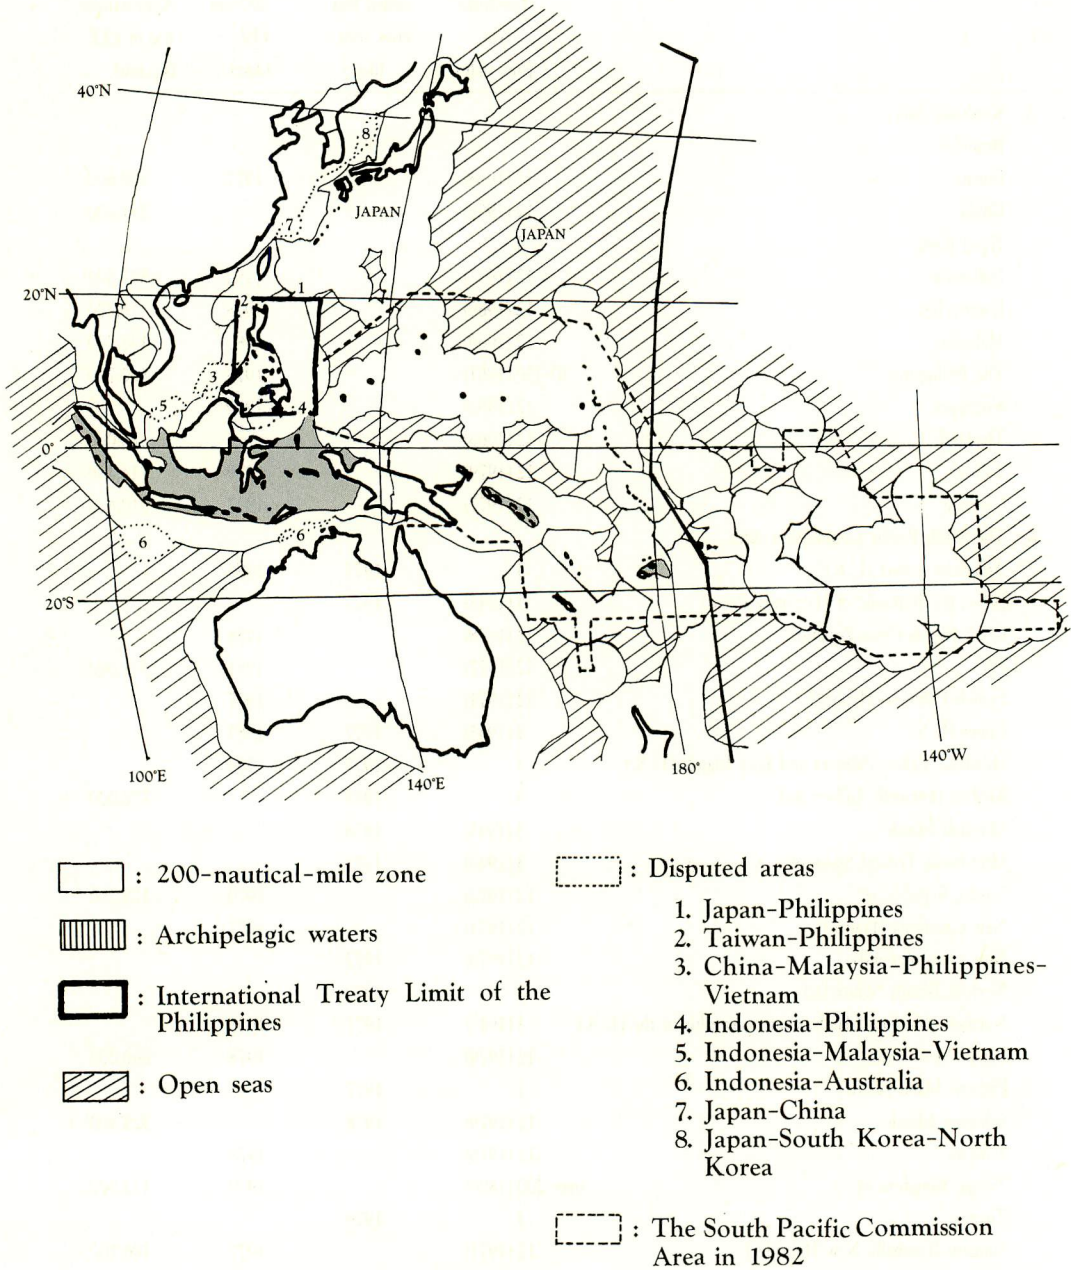 40°N
8
JAPAN
7
JAPAN
20°N
1
2
3
5
4
0°
6
6
20°S
100°E
140°E
180°
140°W
: 200-nautical-mile zone
: Archipelagic waters
: International Treaty Limit of the
Philippines
: Open seas
: Disputed areas
1. Japan-Philippines
2. Taiwan-Philippines
3. China-Malaysia-Philippines-
Vietnam
4. Indonesia-Philippines
5. Indonesia-Malaysia-Vietnam
6. Indonesia-Australia
7. Japan-China
8. Japan-South Korea-North
Korea
: The South Pacific Commission
Area in 1982